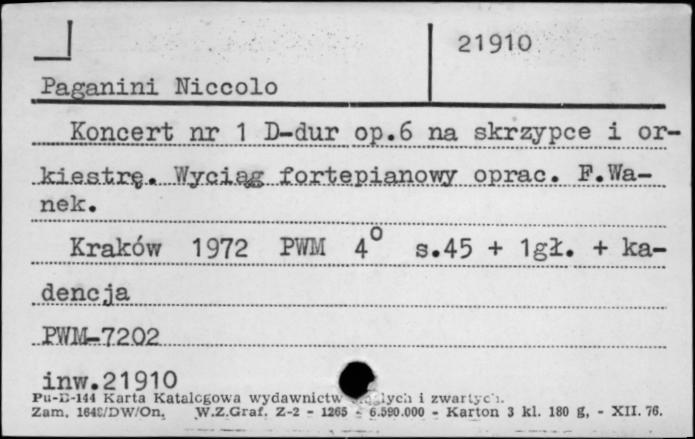 21910
Paganini Niccolo
Koncert nr 1 D-dur op.6 na skrzypce i or-
kiestrę. Wyciąg fortepianowy oprac. F.Wa-
nek.
Kraków 1972 PWM 4° s.45 + 1gł. + ka-
dencja
PWM-7202
inw.21910
Pu-B-144 Karta Katalogowa wydawnictw i zwartych.
Zam. 1648/DW/On. W.Z.Graf. Z-2 - 1265 - 6.590.000 - Karton 3 kl. 180 g, - XII. 76.